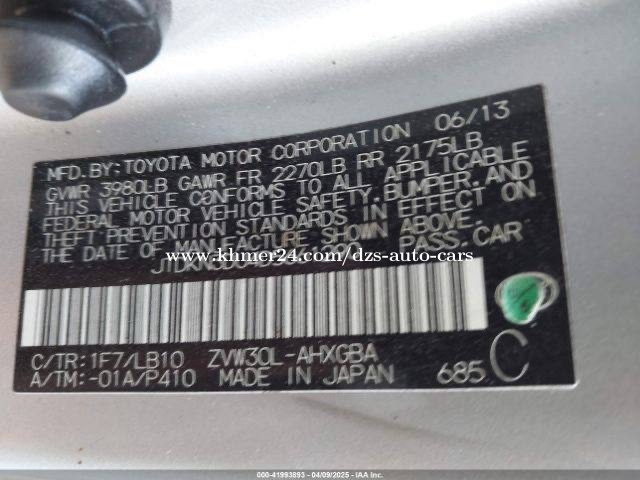 MFD. BY: TOYOTA MOTOR CORPORATION 06/13
GVWR 3980LB GAWR FR 2270LB RR 2175LB
THIS VEHICLE CONFORMS TO ALL APPLICABLE
FEDERAL MOTOR VEHICLE SAFETY, BUMPER, AND
THEFT PREVENTION STANDARDS IN EFFECT ON
THE DATE OF MANUFACTURE SHOWN ABOVE.
PASS. CAR
www.khmer24.com/dzs-auto-cars
C/TR: 1F7/LB10 ZVW30L-AHXGBA
A/TM: -01A/P410 MADE IN JAPAN 685 C
000-41993893 - 04/09/2025 - IAA, Inc.